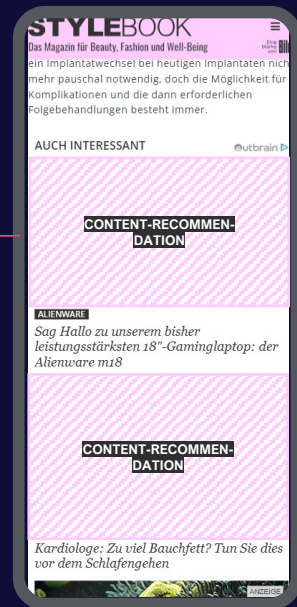 STYLEBOOK
Das Magazin für Beauty, Fashion und Well-Being
Eine Marke von Bild
ein Implantatwechsel bei heutigen Implantaten nicht
mehr pauschal notwendig, doch die Möglichkeit für
Komplikationen und die dann erforderlichen
Folgebehandlungen besteht immer.
AUCH INTERESSANT
Outbrain
CONTENT-RECOMMEN-
DATION
ALIENWARE
Sag Hallo zu unserem bisher
leistungsstärksten 18"-Gaminglaptop: der
Alienware m18
CONTENT-RECOMMEN-
DATION
Kardiologe: Zu viel Bauchfett? Tun Sie dies
vor dem Schlafengehen
ANZEIGE